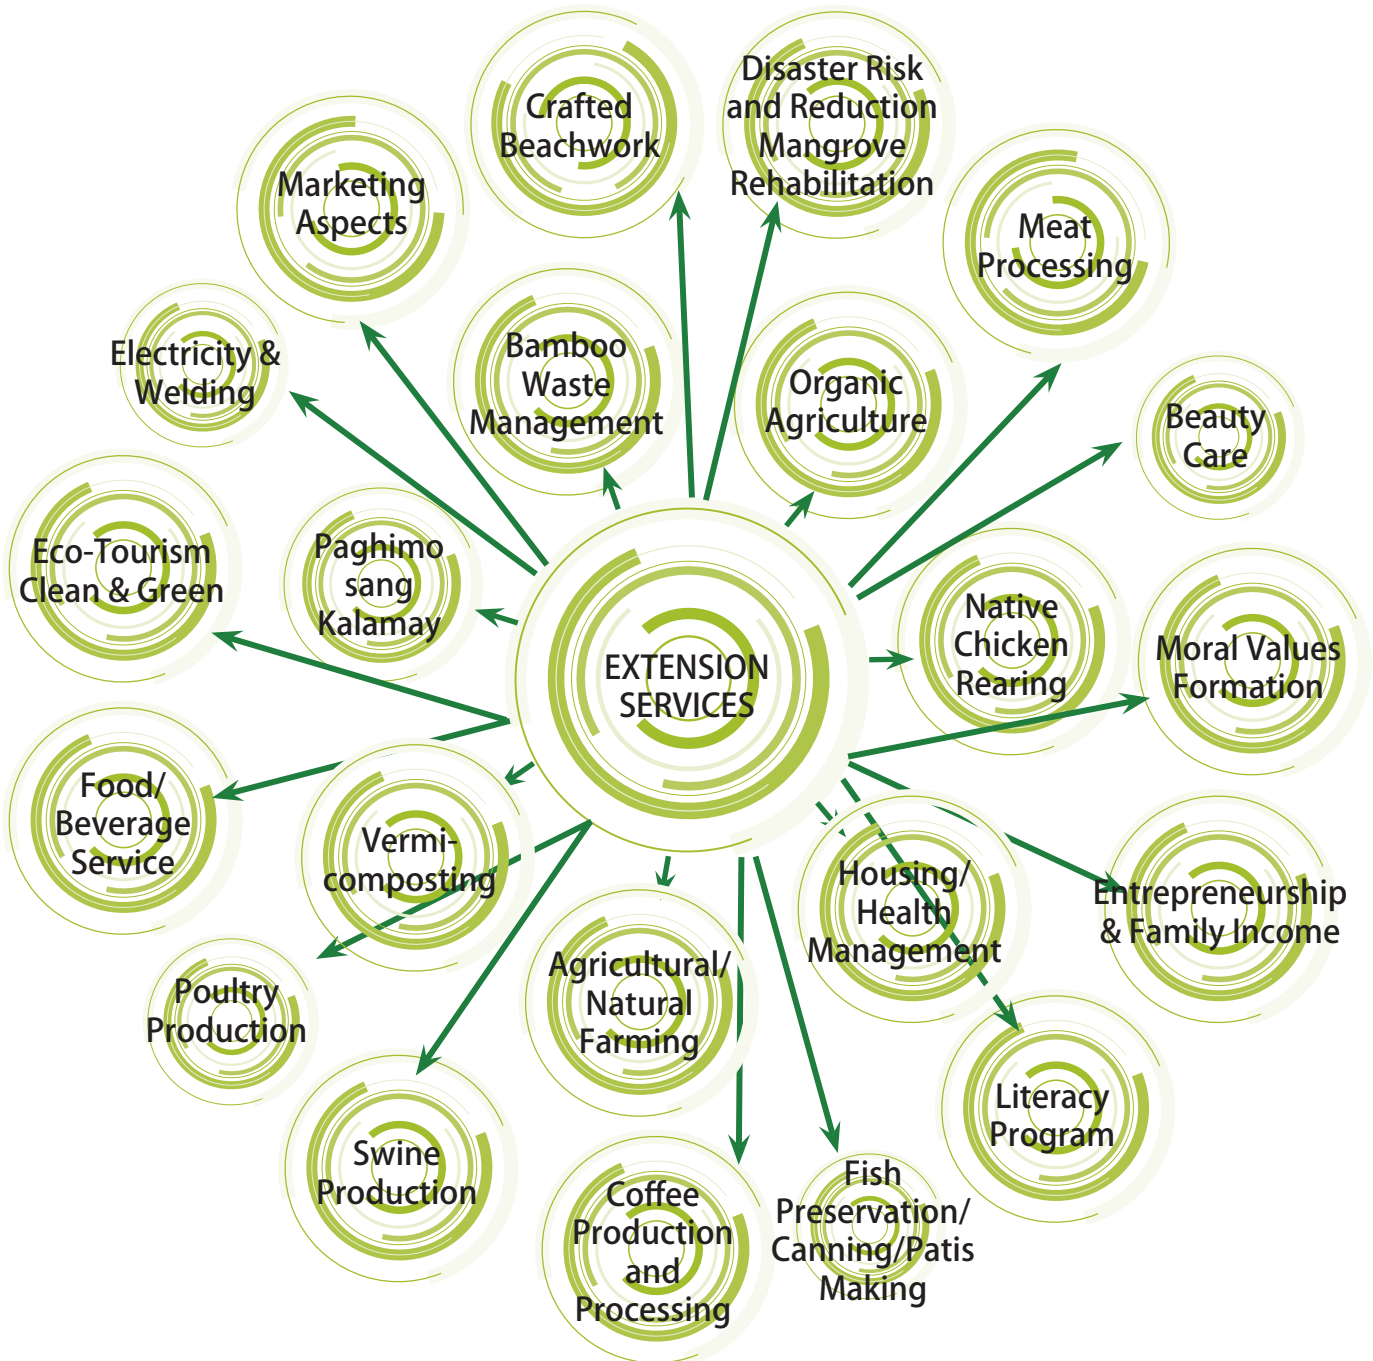 Crafted
Beachwork
Disaster Risk
and Reduction
Mangrove
Rehabilitation
Marketing
Aspects
Meat
Processing
Electricity &
Welding
Bamboo
Waste
Management
Organic
Agriculture
Beauty
Care
Eco-Tourism
Clean & Green
Paghimo
sang
Kalamay
EXTENSION
SERVICES
Native
Chicken
Rearing
Moral Values
Formation
Food/
Beverage
Service
Vermi-
composting
Housing/
Health
Management
Entrepreneurship
& Family Income
Poultry
Production
Agricultural/
Natural
Farming
Literacy
Program
Swine
Production
Coffee
Production
and
Processing
Fish
Preservation/
Canning/Patis
Making